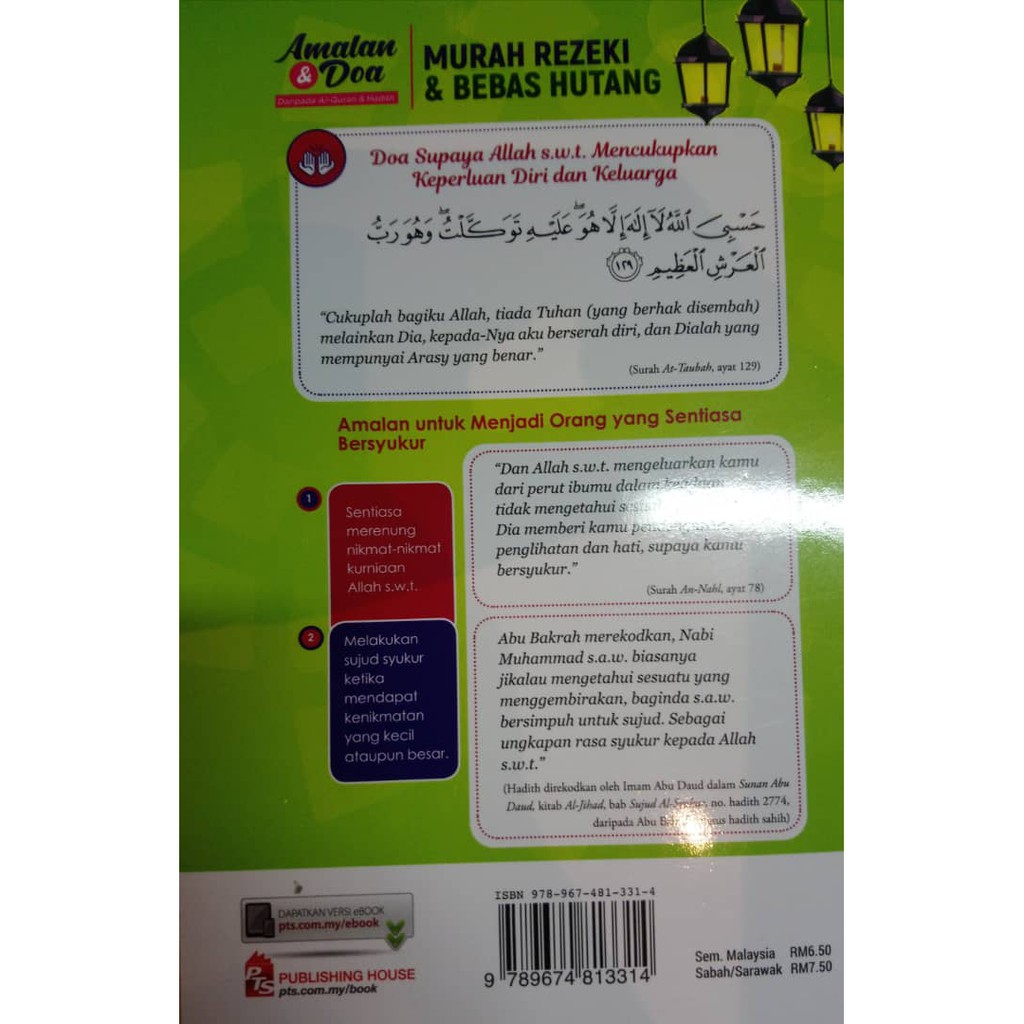 Amalan
& Doa
Daripada Al-Quran & Hadith
MURAH REZEKI
& BEBAS HUTANG
Doa Supaya Allah s.w.t. Mencukupkan
Keperluan Diri dan Keluarga
حَسْبِيَ ٱللَّهُ لَآ إِلَٰهَ إِلَّا هُوَۖ عَلَيْهِ تَوَكَّلْتُۖ وَهُوَ رَبُّ
ٱلْعَرْشِ ٱلْعَظِيمِ ١٢٩
“Cukuplah bagiku Allah, tiada Tuhan (yang berhak disembah)
melainkan Dia, kepada-Nya aku berserah diri, dan Dialah yang
mempunyai Arasy yang benar.”
(Surah At-Taubah, ayat 129)
Amalan untuk Menjadi Orang yang Sentiasa
Bersyukur
1
Sentiasa
merenung
nikmat-nikmat
kurniaan
Allah s.w.t.
“Dan Allah s.w.t. mengeluarkan kamu
dari perut ibumu dalam keadaan
tidak mengetahui
Dia memberi kamu
penglihatan dan hati, supaya kamu
bersyukur.”
(Surah An-Nahl, ayat 78)
2
Melakukan
sujud syukur
ketika
mendapat
kenikmatan
yang kecil
ataupun besar.
Abu Bakrah merekodkan, Nabi
Muhammad s.a.w. biasanya
jikalau mengetahui sesuatu yang
menggembirakan, baginda s.a.w.
bersimpuh untuk sujud. Sebagai
ungkapan rasa syukur kepada Allah
s.w.t.”
(Hadith direkodkan oleh Imam Abu Daud dalam Sunan Abu
Daud, kitab Al-Jihad, bab Sujud no. hadith 2774,
daripada Abu hadith sahih)
DAPATKAN VERSI eBOOK
pts.com.my/ebook
PTS PUBLISHING HOUSE
pts.com.my/book
ISBN 978-967-481-331-4
9 789674 813314
Sem. Malaysia RM6.50
Sabah/Sarawak RM7.50